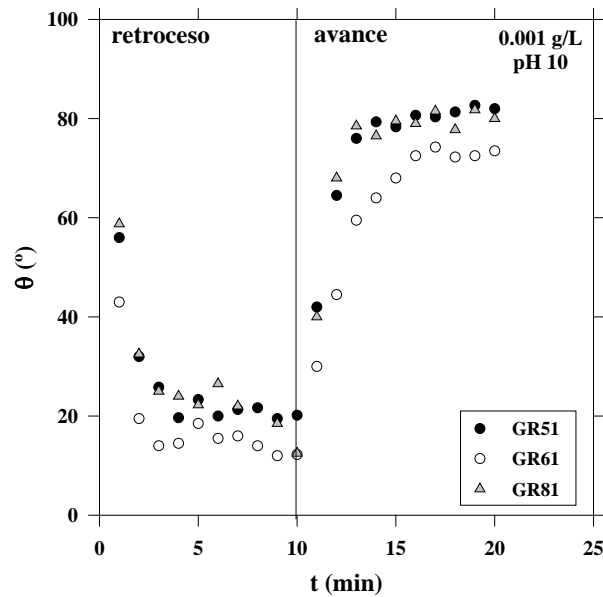 100
80
60
40
20
0
θ (º)
retroceso
avance
0.001 g/L
pH 10
GR51
GR61
GR81
0
5
10
15
20
25
t (min)